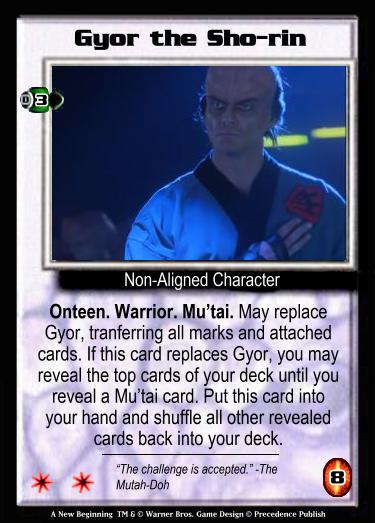 Gyor the Sho-rin
D 3
Non-Aligned Character
Onteen. Warrior. Mu'tai. May replace
Gyor, tranferring all marks and attached
cards. If this card replaces Gyor, you may
reveal the top cards of your deck until you
reveal a Mu'tai card. Put this card into
your hand and shuffle all other revealed
cards back into your deck.
"The challenge is accepted." -The
Mutah-Doh
8
A New Beginning TM & © Warner Bros. Game Design © Precedence Publish